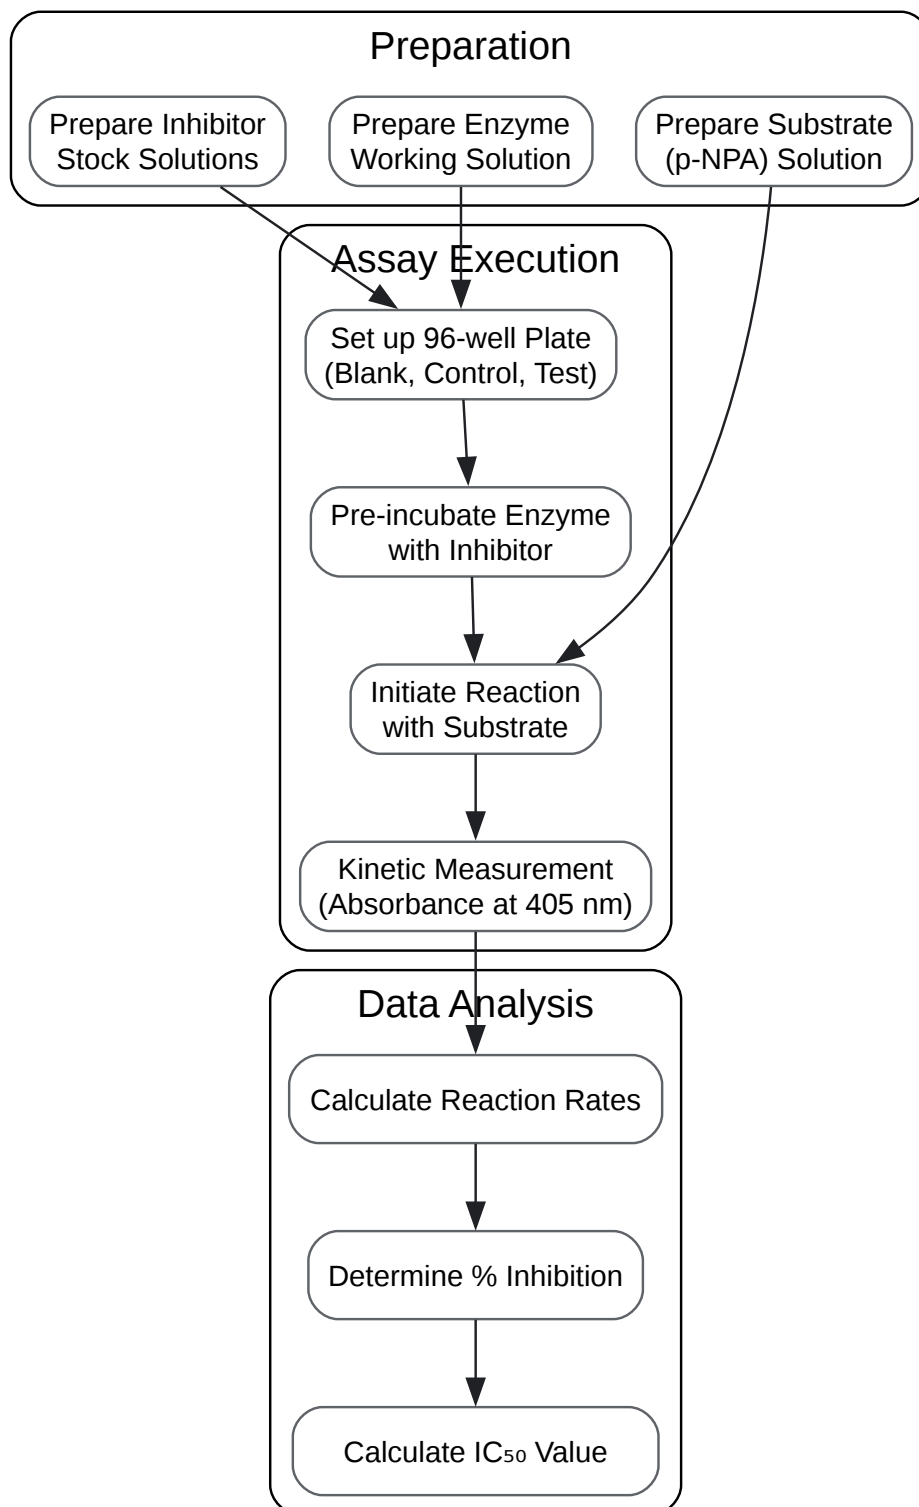 Preparation
Prepare Inhibitor
Stock Solutions
Prepare Enzyme
Working Solution
Prepare Substrate
(p-NPA) Solution
Assay Execution
Set up 96-well Plate
(Blank, Control, Test)
Pre-incubate Enzyme
with Inhibitor
Initiate Reaction
with Substrate
Kinetic Measurement
(Absorbance at 405 nm)
Data Analysis
Calculate Reaction Rates
Determine % Inhibition
Calculate IC₅₀ Value